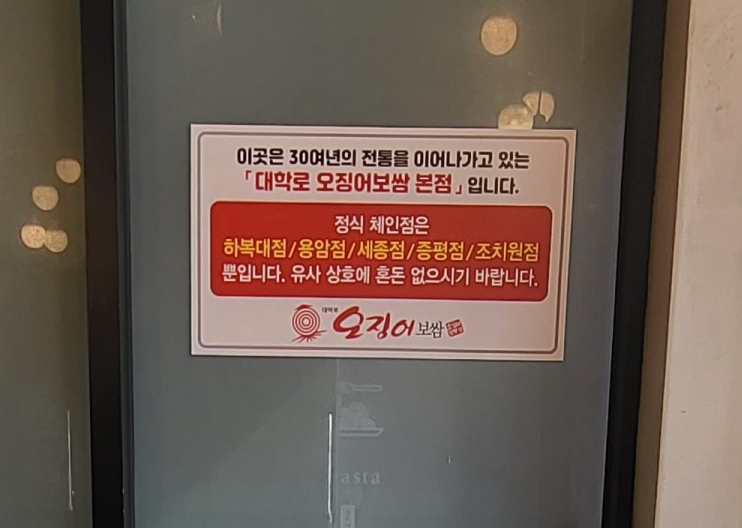 이곳은 30여년의 전통을 이어나가고 있는
「대학로 오징어보쌈 본점」입니다.
정식 체인점은
하복대점/용암점/세종점/증평점/조치원점
뿐입니다. 유사 상호에 혼돈 없으시기 바랍니다.
대학로 오징어보쌈
asta